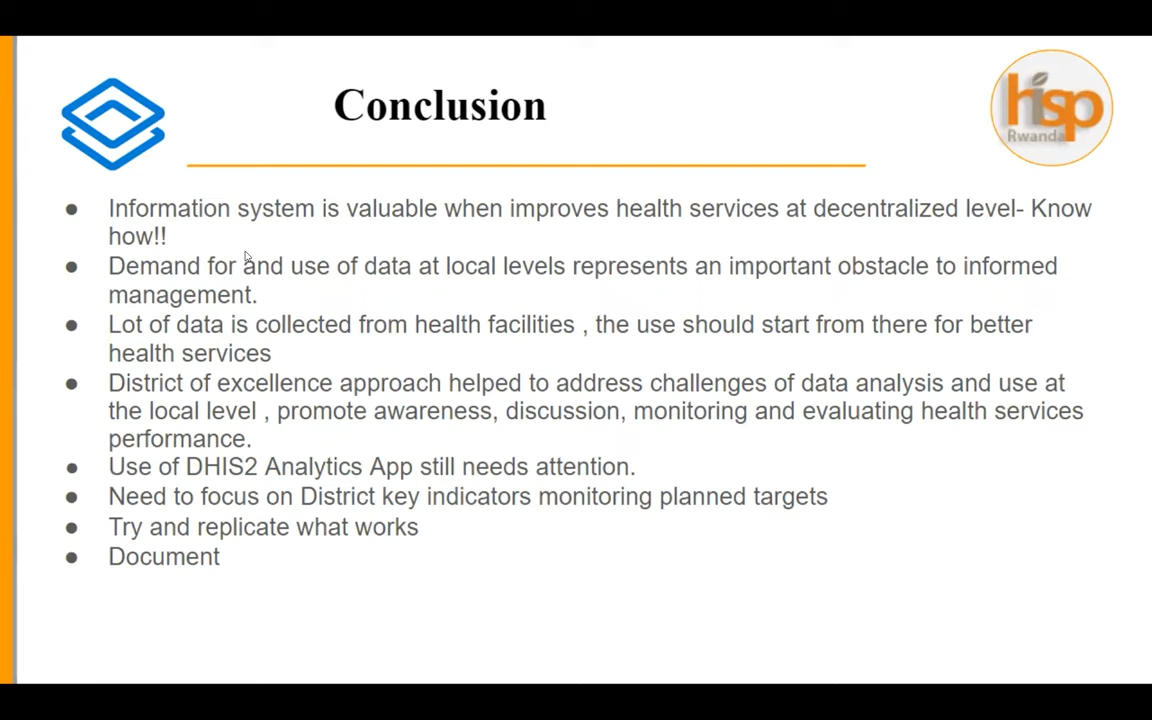 Conclusion
hisp
Rwanda
● Information system is valuable when improves health services at decentralized level- Know
how!!
● Demand for and use of data at local levels represents an important obstacle to informed
management.
● Lot of data is collected from health facilities , the use should start from there for better
health services
● District of excellence approach helped to address challenges of data analysis and use at
the local level , promote awareness, discussion, monitoring and evaluating health services
performance.
● Use of DHIS2 Analytics App still needs attention.
● Need to focus on District key indicators monitoring planned targets
● Try and replicate what works
● Document